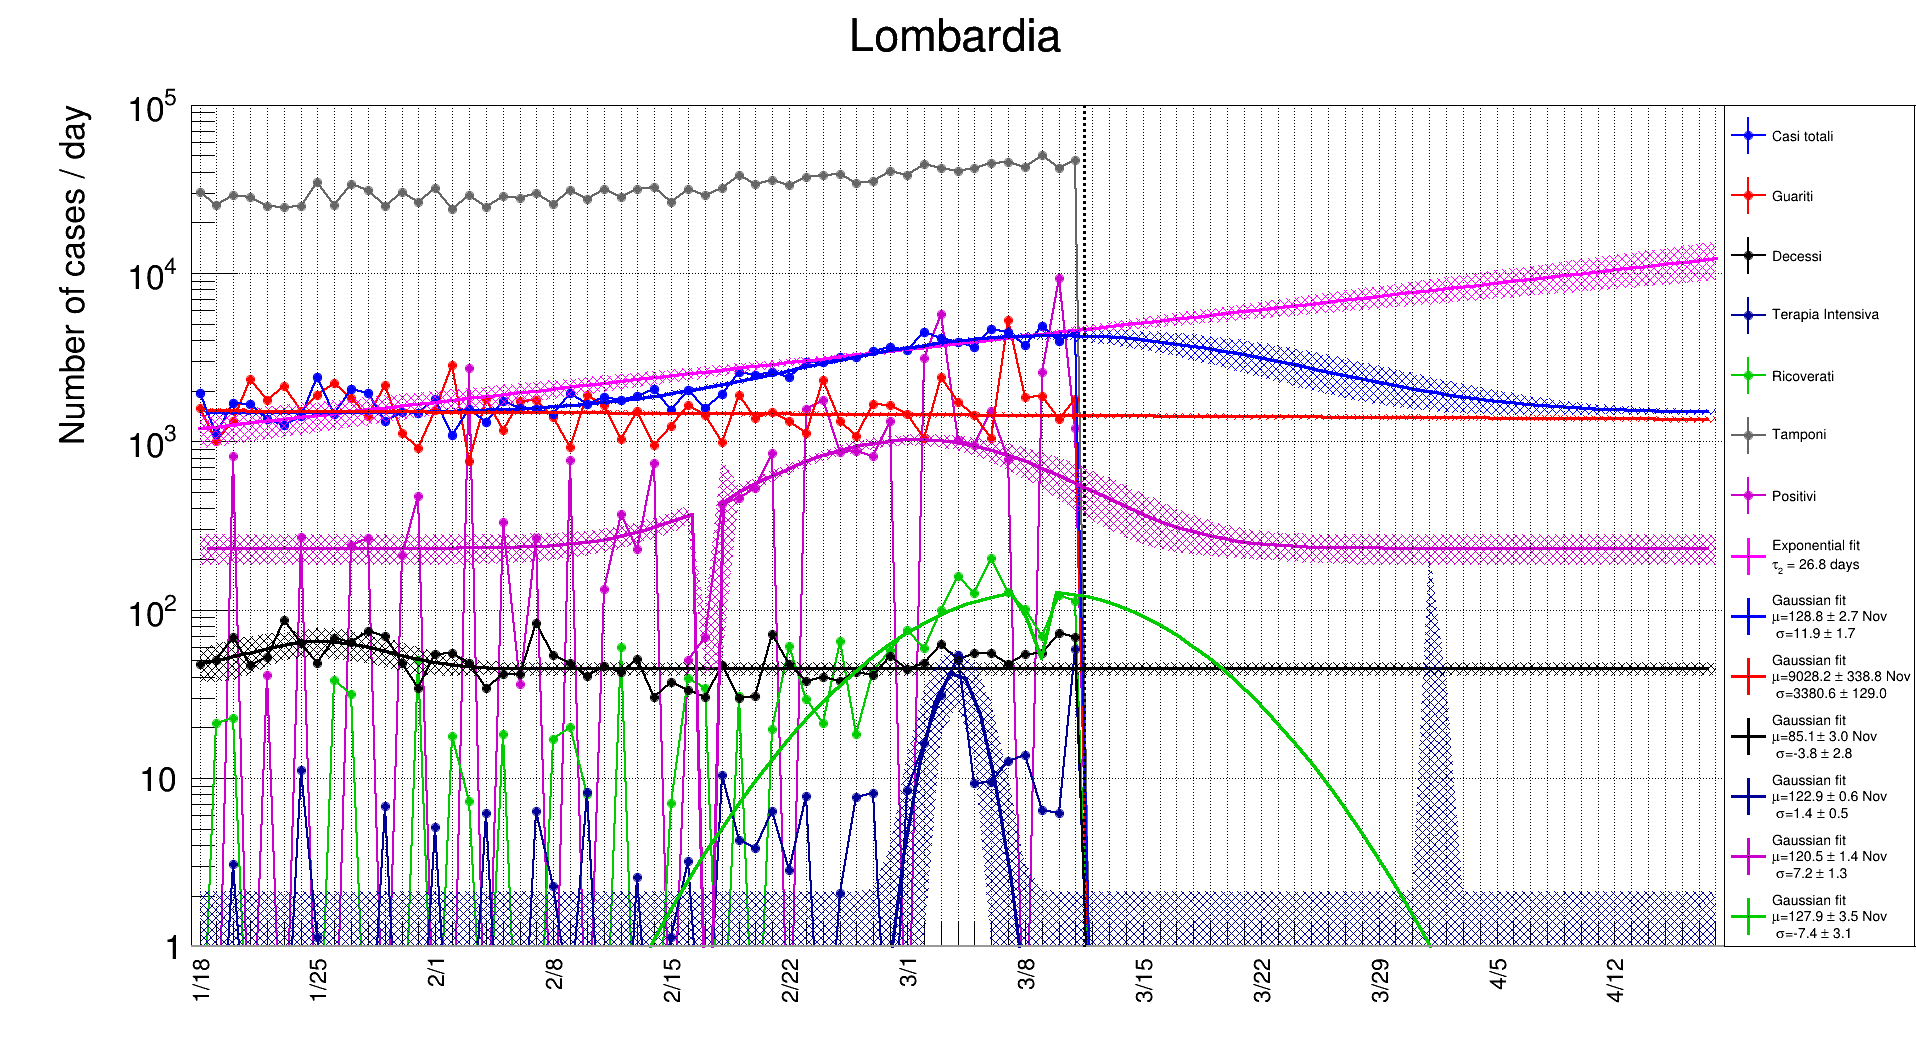 Lombardia
Number of cases / day
10^5
10^4
10^3
10^2
10
1
1/18
1/25
2/1
2/8
2/15
2/22
3/1
3/8
3/15
3/22
3/29
4/5
4/12
Casi totali
Guariti
Decessi
Terapia Intensiva
Ricoverati
Tamponi
Positivi
Exponential fit
τ₂ = 26.8 days
Gaussian fit
μ=128.8 ± 2.7 Nov
σ=11.9 ± 1.7
Gaussian fit
μ=9028.2 ± 338.8 Nov
σ=3380.6 ± 129.0
Gaussian fit
μ=85.1 ± 3.0 Nov
σ=-3.8 ± 2.8
Gaussian fit
μ=122.9 ± 0.6 Nov
σ=1.4 ± 0.5
Gaussian fit
μ=120.5 ± 1.4 Nov
σ=7.2 ± 1.3
Gaussian fit
μ=127.9 ± 3.5 Nov
σ=-7.4 ± 3.1